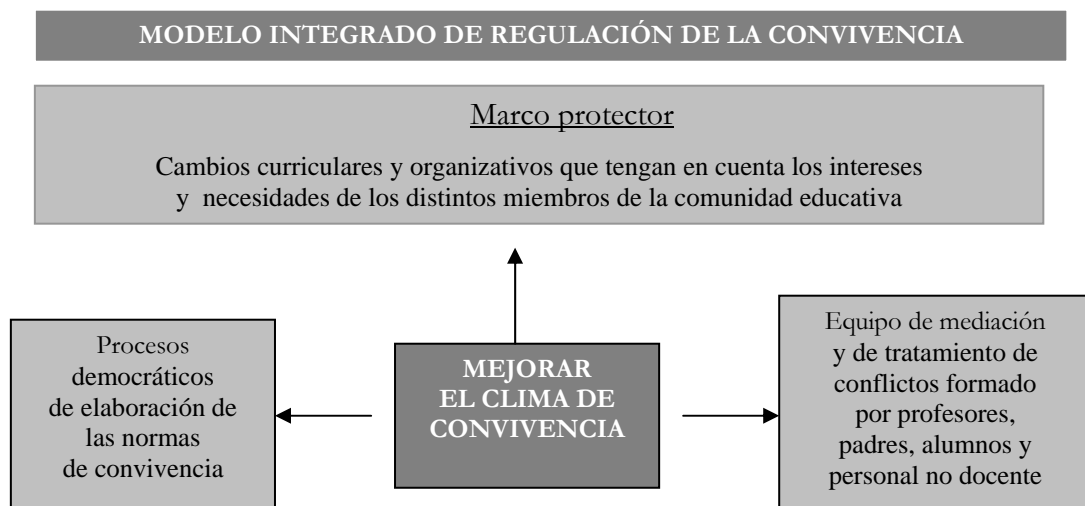 MODELO INTEGRADO DE REGULACIÓN DE LA CONVIVENCIA
Marco protector
Cambios curriculares y organizativos que tengan en cuenta los intereses
y necesidades de los distintos miembros de la comunidad educativa
Procesos
democráticos
de elaboración de
las normas
de convivencia
MEJORAR
EL CLIMA DE
CONVIVENCIA
Equipo de mediación
y de tratamiento de
conflictos formado
por profesores,
padres, alumnos y
personal no docente